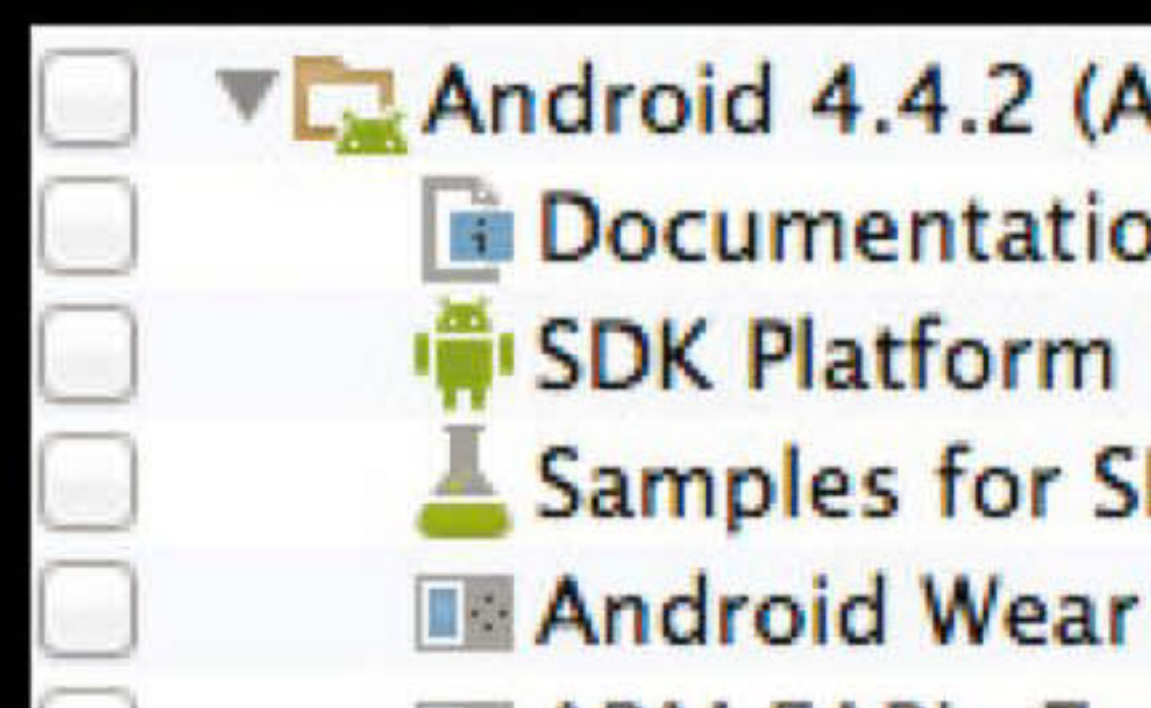 Android 4.4.2 (A
Documentatio
SDK Platform
Samples for S
Android Wear